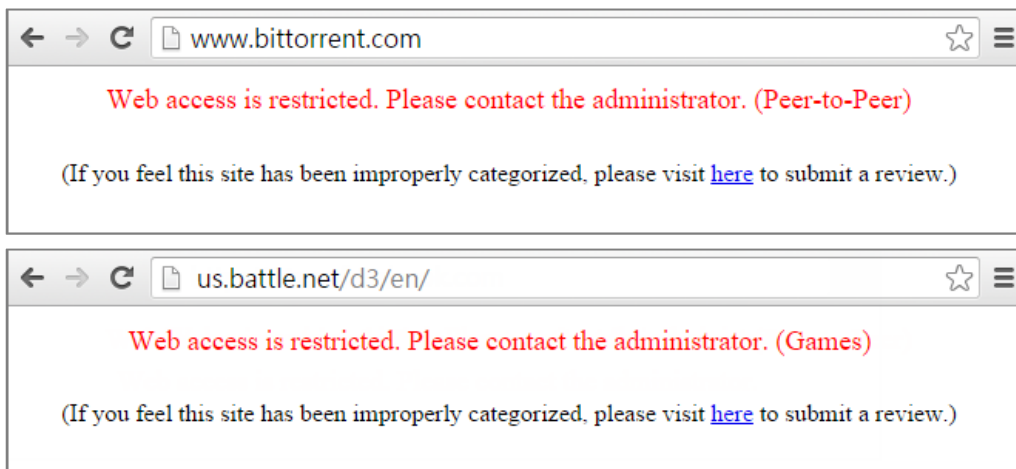 www.bittorrent.com
Web access is restricted. Please contact the administrator. (Peer-to-Peer)
(If you feel this site has been improperly categorized, please visit here to submit a review.)
us.battle.net/d3/en/
Web access is restricted. Please contact the administrator. (Games)
(If you feel this site has been improperly categorized, please visit here to submit a review.)